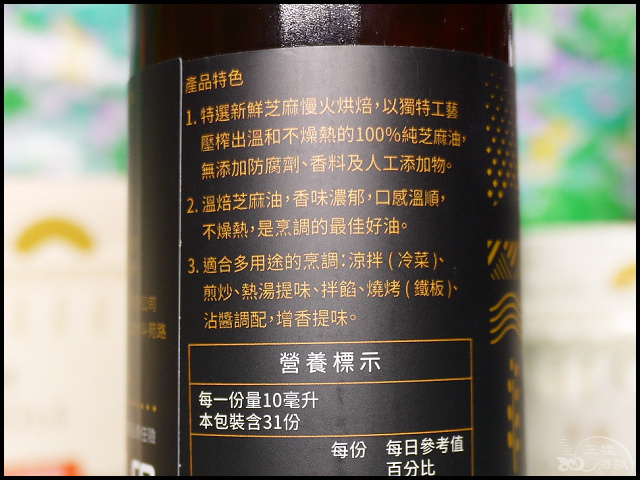 產品特色
1. 特選新鮮芝麻慢火烘焙，以獨特工藝
壓榨出溫和不燥熱的100%純芝麻油，
無添加防腐劑、香料及人工添加物。
2. 溫焙芝麻油，香味濃郁，口感溫順，
不燥熱，是烹調的最佳好油。
3. 適合多用途的烹調：涼拌（冷菜）、
煎炒、熱湯提味、拌餡、燒烤（鐵板）、
沾醬調配，增香提味。
營養標示
每一份量10毫升
本包裝含31份
每份 每日參考值
百分比
公司